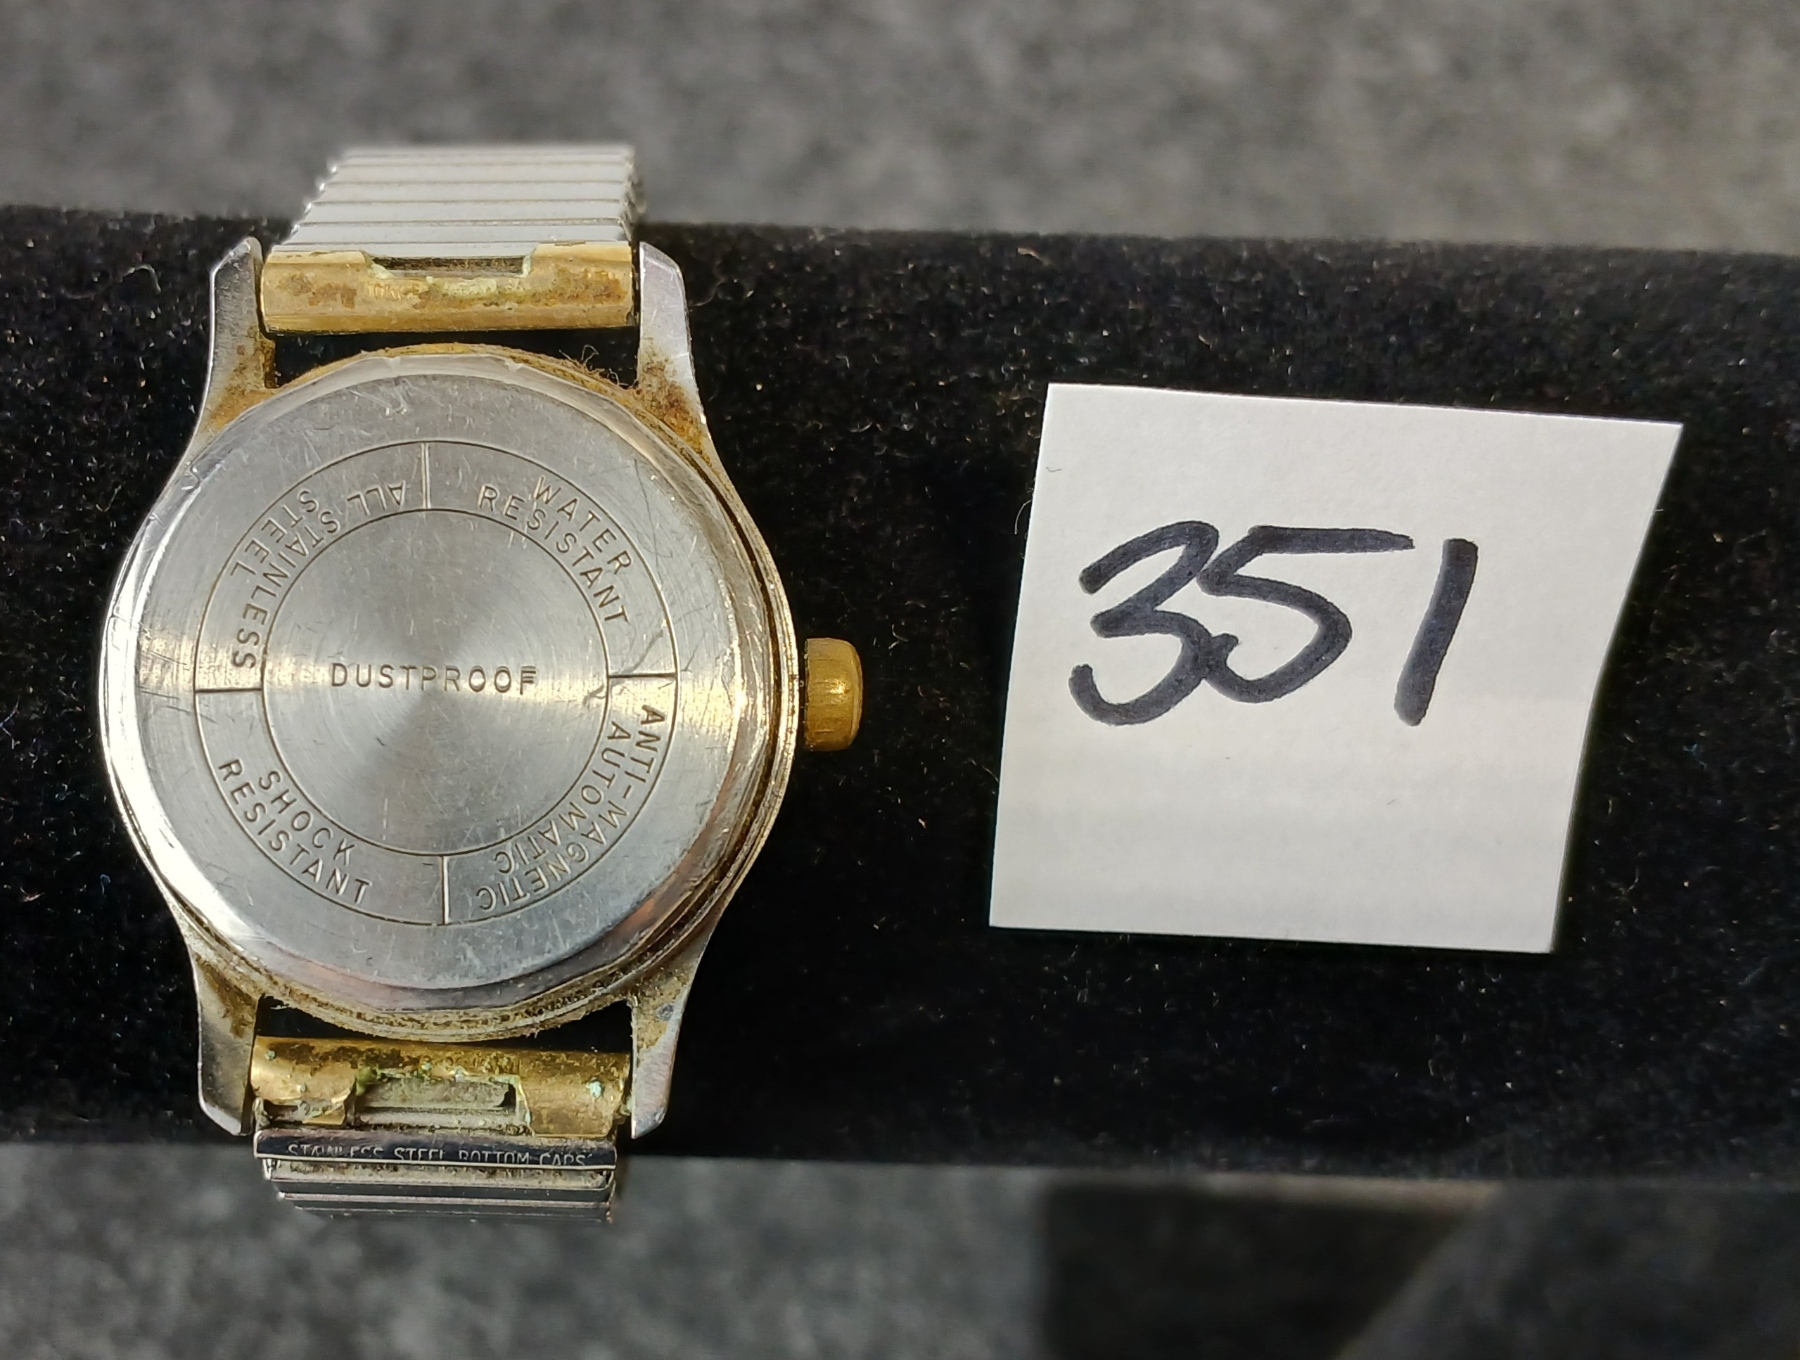 WATER
RESISTANT
ANTI-MAGNETIC
AUTOMATIC
SHOCK
RESISTANT
ALL STAINLESS
STEEL
DUSTPROOF
STAINLESS STEEL BOTTOM CAPS
351